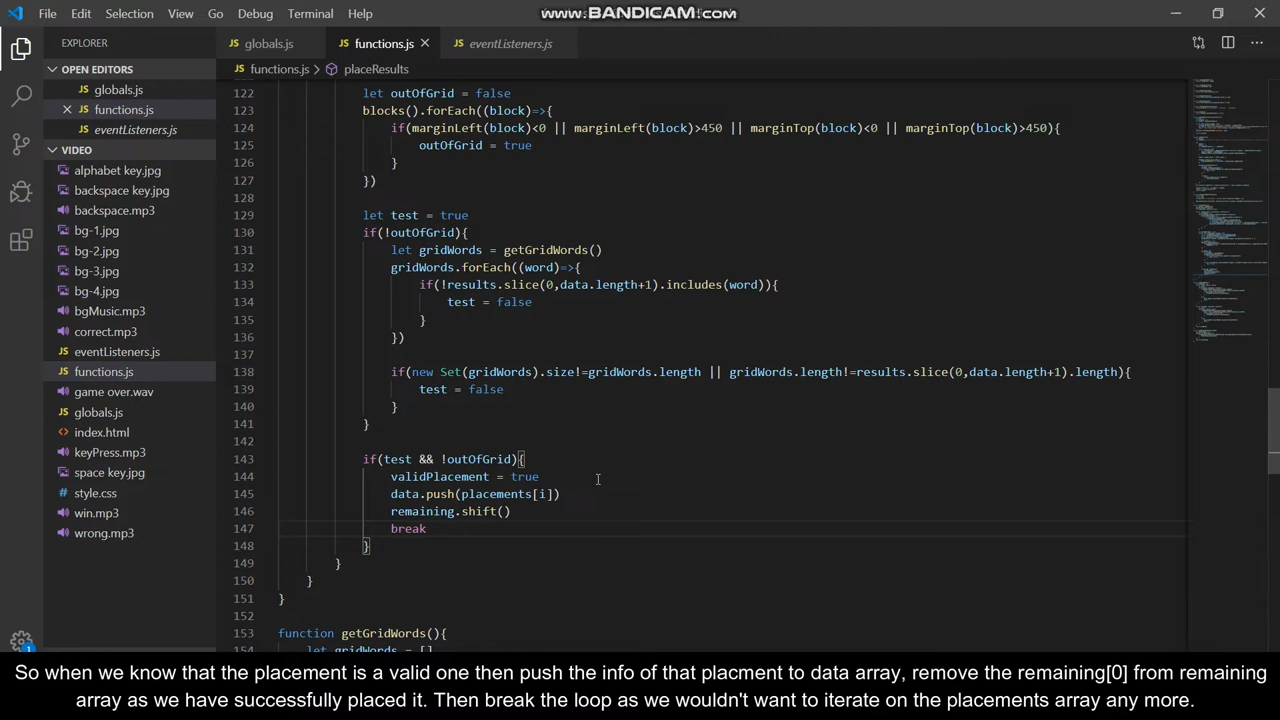 File Edit Selection View Go Debug Terminal Help
www.BANDICAM.com
EXPLORER
OPEN EDITORS
globals.js
functions.js
eventListeners.js
VIDEO
alphabet key.jpg
backspace key.jpg
backspace.mp3
bg-1.jpg
bg-2.jpg
bg-3.jpg
bg-4.jpg
bgMusic.mp3
correct.mp3
eventListeners.js
functions.js
game over.wav
globals.js
index.html
keyPress.mp3
space key.jpg
style.css
win.mp3
wrong.mp3
1
globals.js functions.js eventListeners.js
functions.js > placeResults
122 let outOfGrid = false
123 blocks().forEach((block)=>{
124 if(marginLeft(block)<0 || marginLeft(block)>450 || marginTop(block)<0 || marginTop(block)>450){
125 outOfGrid = true
126 }
127 })
128
129 let test = true
130 if(!outOfGrid){
131 let gridWords = getGridWords()
132 gridWords.forEach((word)=>{
133 if(!results.slice(0,data.length+1).includes(word)){
134 test = false
135 }
136 })
137
138 if(new Set(gridWords).size!=gridWords.length || gridWords.length!=results.slice(0,data.length+1).length){
139 test = false
140 }
141 }
142
143 if(test && !outOfGrid){
144 validPlacement = true
145 data.push(placements[i])
146 remaining.shift()
147 break
148 }
149 }
150 }
151 }
152
153 function getGridWords(){
let gridWords = []
So when we know that the placement is a valid one then push the info of that placment to data array, remove the remaining[0] from remaining
array as we have successfully placed it. Then break the loop as we wouldn't want to iterate on the placements array any more.